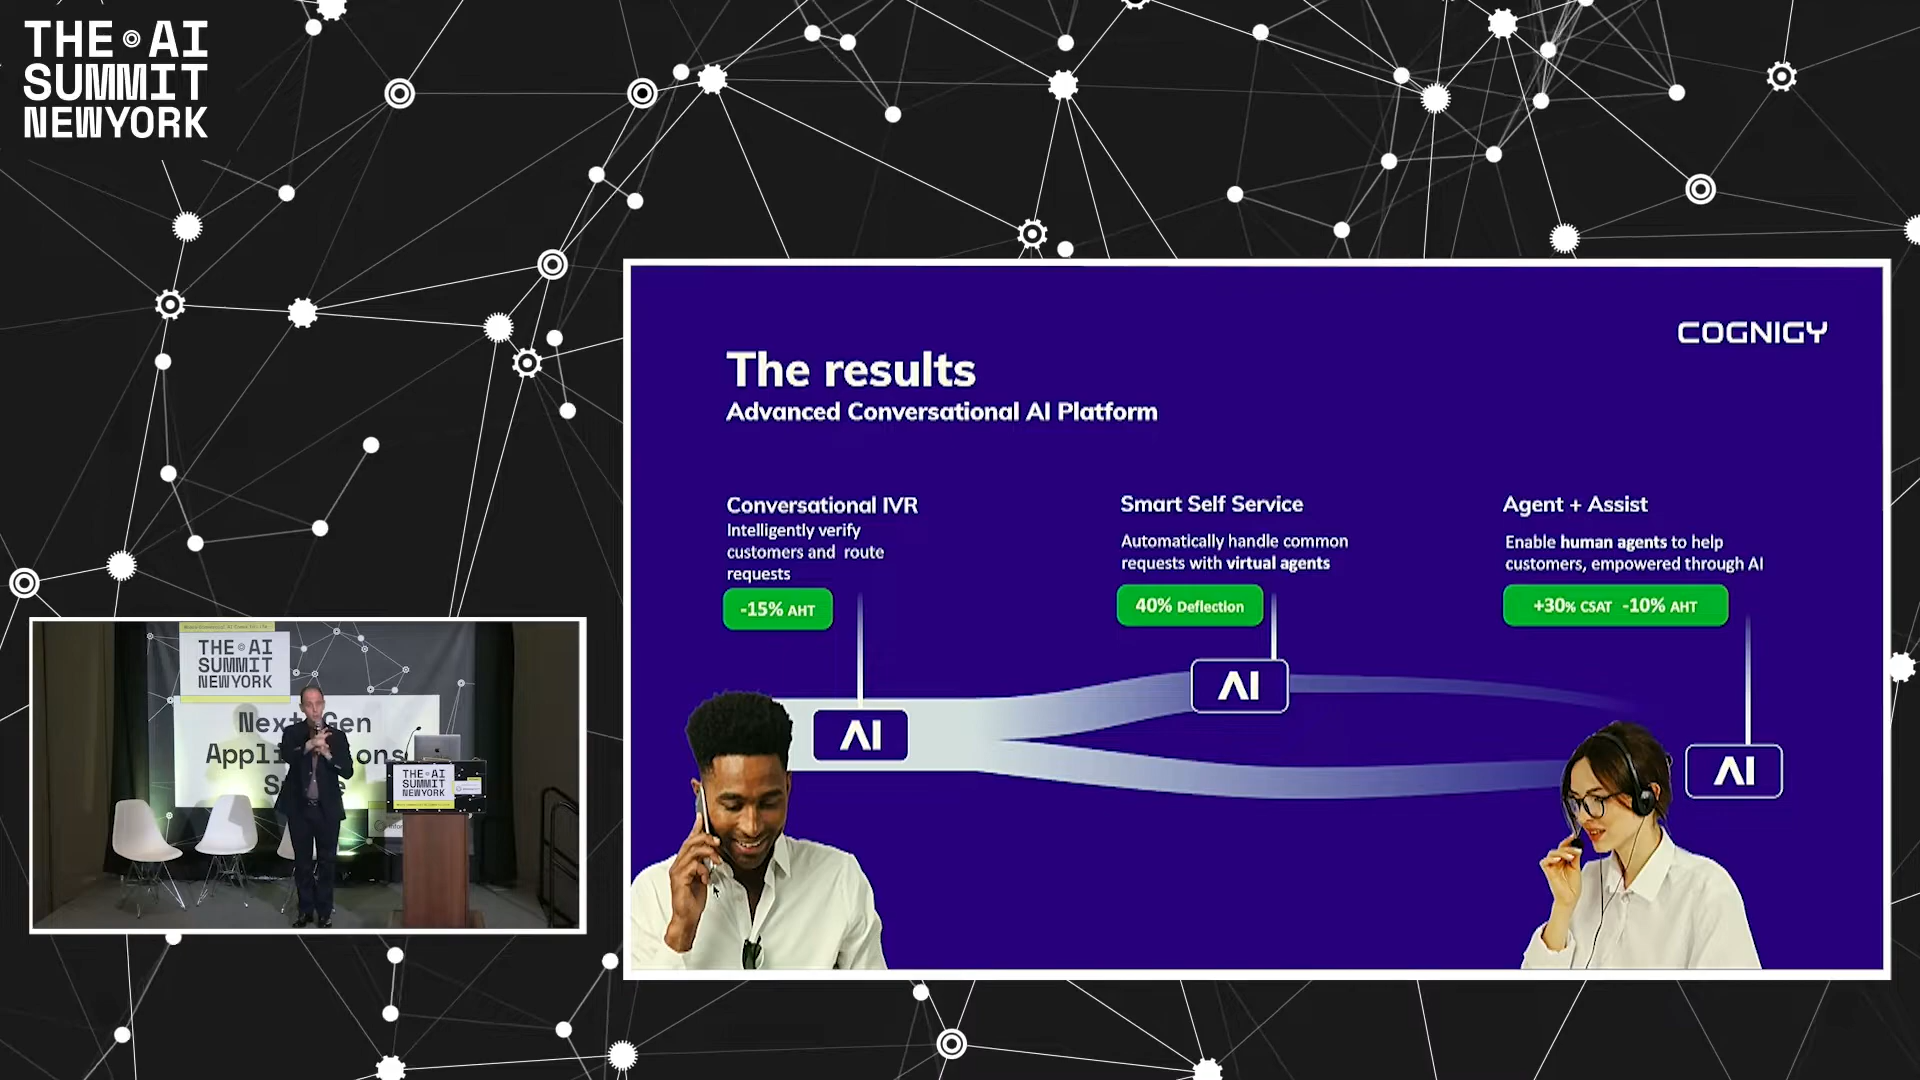 THE AI
SUMMIT
NEWYORK
COGNIGY
The results
Advanced Conversational AI Platform
Conversational IVR
Intelligently verify
customers and route
requests
-15% AHT
Smart Self Service
Automatically handle common
requests with virtual agents
40% Deflection
Agent + Assist
Enable human agents to help
customers, empowered through AI
+30% CSAT -10% AHT
AI
AI
AI
THE AI
SUMMIT
NEWYORK
Next Gen
THE AI
SUMMIT
NEWYORK